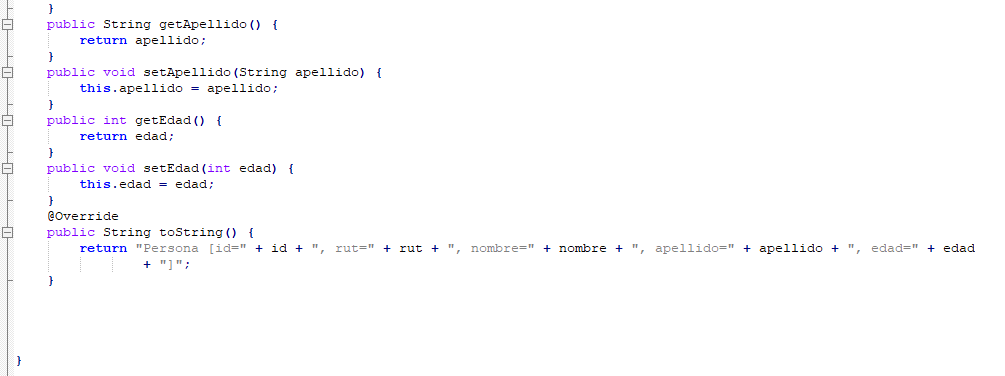 }
public String getApellido() {
return apellido;
}
public void setApellido(String apellido) {
this.apellido = apellido;
}
public int getEdad() {
return edad;
}
public void setEdad(int edad) {
this.edad = edad;
}
@Override
public String toString() {
return "Persona [id=" + id + ", rut=" + rut + ", nombre=" + nombre + ", apellido=" + apellido + ", edad=" + edad
+ "]";
}
}